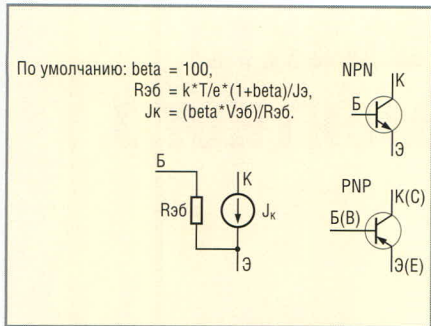 По умолчанию: beta = 100,
Rэб = k*T/e*(1+beta)/Jэ,
Jк = (beta*Vэб)/Rэб.
NPN
К
Б
Э
Б
К
Rэб
Jк
Э
PNP
К(C)
Б(B)
Э(E)